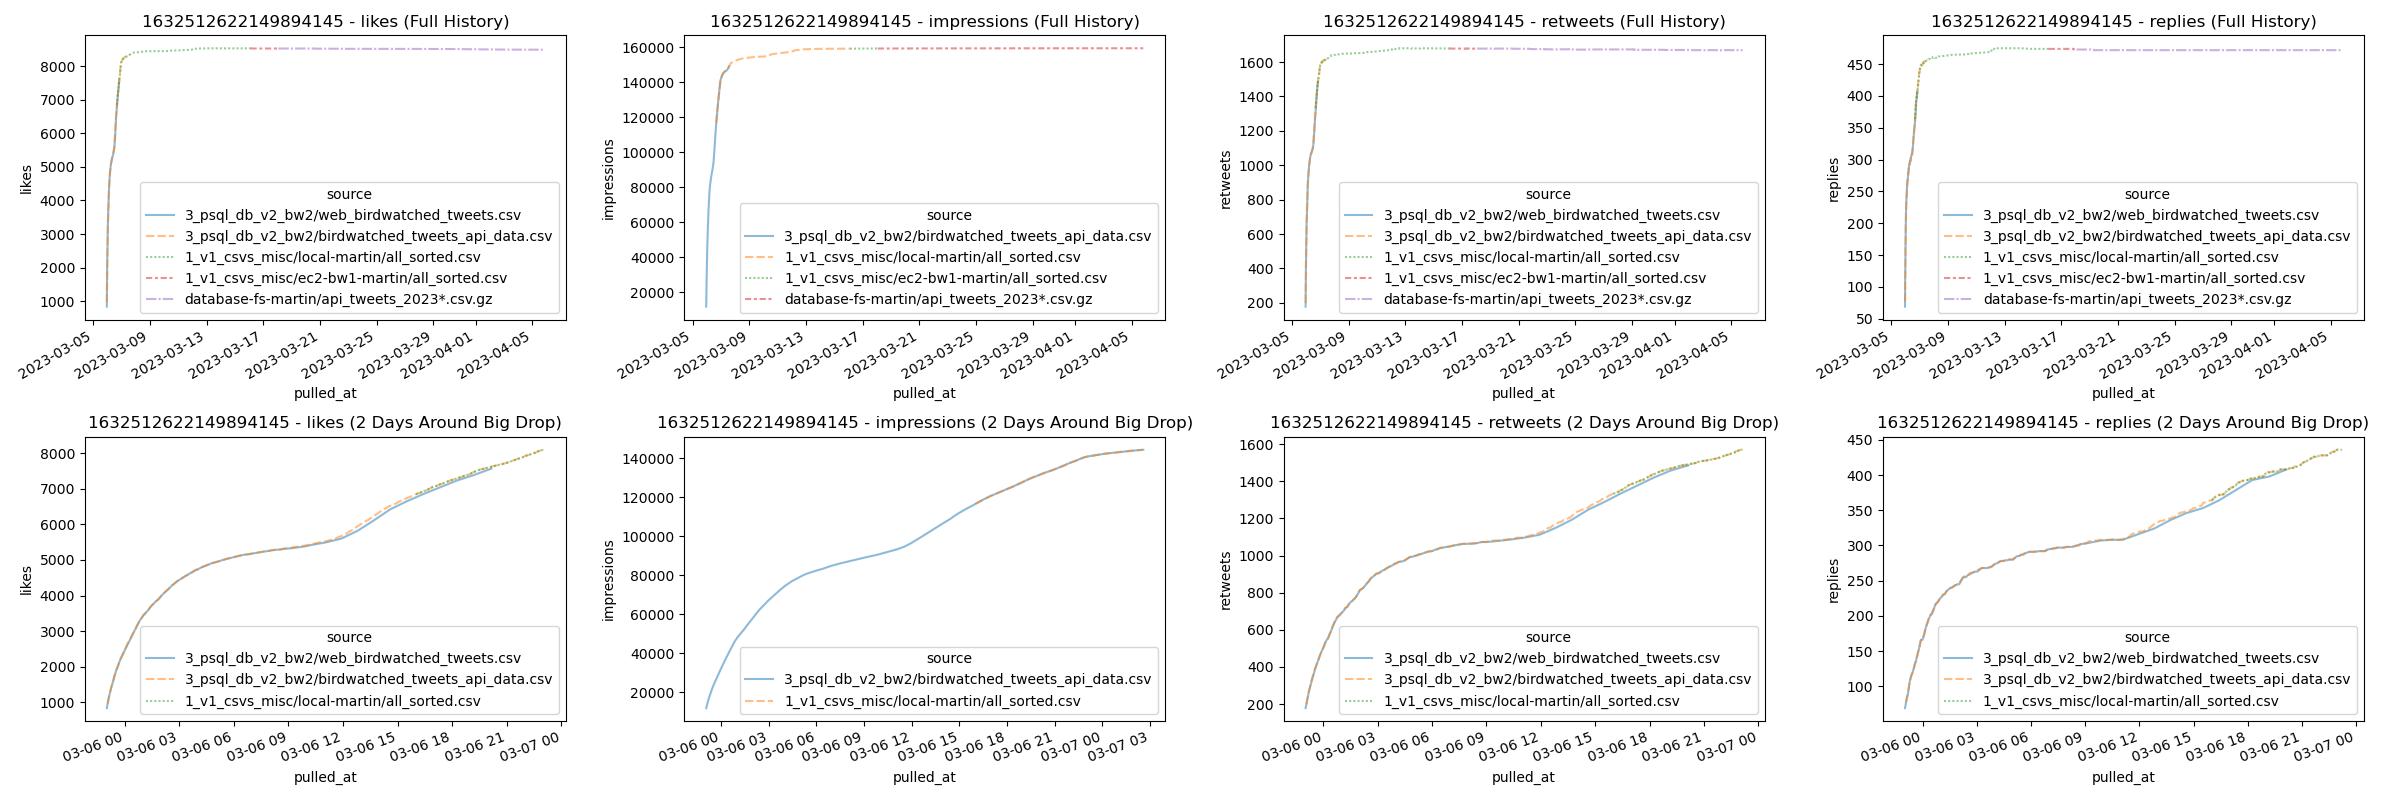 1632512622149894145 - likes (Full History)
likes
8000
7000
6000
5000
4000
3000
2000
1000
source
3_psql_db_v2_bw2/web_birdwatched_tweets.csv
3_psql_db_v2_bw2/birdwatched_tweets_api_data.csv
1_v1_csvs_misc/local-martin/all_sorted.csv
1_v1_csvs_misc/ec2-bw1-martin/all_sorted.csv
database-fs-martin/api_tweets_2023*.csv.gz
2023-03-05
2023-03-09
2023-03-13
2023-03-17
2023-03-21
2023-03-25
2023-03-29
2023-04-01
2023-04-05
pulled_at
1632512622149894145 - impressions (Full History)
impressions
160000
140000
120000
100000
80000
60000
40000
20000
source
3_psql_db_v2_bw2/birdwatched_tweets_api_data.csv
1_v1_csvs_misc/local-martin/all_sorted.csv
1_v1_csvs_misc/ec2-bw1-martin/all_sorted.csv
database-fs-martin/api_tweets_2023*.csv.gz
2023-03-05
2023-03-09
2023-03-13
2023-03-17
2023-03-21
2023-03-25
2023-03-29
2023-04-01
2023-04-05
pulled_at
1632512622149894145 - retweets (Full History)
retweets
1600
1400
1200
1000
800
600
400
200
source
3_psql_db_v2_bw2/web_birdwatched_tweets.csv
3_psql_db_v2_bw2/birdwatched_tweets_api_data.csv
1_v1_csvs_misc/local-martin/all_sorted.csv
1_v1_csvs_misc/ec2-bw1-martin/all_sorted.csv
database-fs-martin/api_tweets_2023*.csv.gz
2023-03-05
2023-03-09
2023-03-13
2023-03-17
2023-03-21
2023-03-25
2023-03-29
2023-04-01
2023-04-05
pulled_at
1632512622149894145 - replies (Full History)
replies
450
400
350
300
250
200
150
100
50
source
3_psql_db_v2_bw2/web_birdwatched_tweets.csv
3_psql_db_v2_bw2/birdwatched_tweets_api_data.csv
1_v1_csvs_misc/local-martin/all_sorted.csv
1_v1_csvs_misc/ec2-bw1-martin/all_sorted.csv
database-fs-martin/api_tweets_2023*.csv.gz
2023-03-05
2023-03-09
2023-03-13
2023-03-17
2023-03-21
2023-03-25
2023-03-29
2023-04-01
2023-04-05
pulled_at
1632512622149894145 - likes (2 Days Around Big Drop)
likes
8000
7000
6000
5000
4000
3000
2000
1000
source
3_psql_db_v2_bw2/web_birdwatched_tweets.csv
3_psql_db_v2_bw2/birdwatched_tweets_api_data.csv
1_v1_csvs_misc/local-martin/all_sorted.csv
03-06 00
03-06 03
03-06 06
03-06 09
03-06 12
03-06 15
03-06 18
03-06 21
03-07 00
pulled_at
1632512622149894145 - impressions (2 Days Around Big Drop)
impressions
140000
120000
100000
80000
60000
40000
20000
source
3_psql_db_v2_bw2/birdwatched_tweets_api_data.csv
1_v1_csvs_misc/local-martin/all_sorted.csv
03-06 00
03-06 03
03-06 06
03-06 09
03-06 12
03-06 15
03-06 18
03-06 21
03-07 00
03-07 03
pulled_at
1632512622149894145 - retweets (2 Days Around Big Drop)
retweets
1600
1400
1200
1000
800
600
400
200
source
3_psql_db_v2_bw2/web_birdwatched_tweets.csv
3_psql_db_v2_bw2/birdwatched_tweets_api_data.csv
1_v1_csvs_misc/local-martin/all_sorted.csv
03-06 00
03-06 03
03-06 06
03-06 09
03-06 12
03-06 15
03-06 18
03-06 21
03-07 00
pulled_at
1632512622149894145 - replies (2 Days Around Big Drop)
replies
450
400
350
300
250
200
150
100
source
3_psql_db_v2_bw2/web_birdwatched_tweets.csv
3_psql_db_v2_bw2/birdwatched_tweets_api_data.csv
1_v1_csvs_misc/local-martin/all_sorted.csv
03-06 00
03-06 03
03-06 06
03-06 09
03-06 12
03-06 15
03-06 18
03-06 21
03-07 00
pulled_at